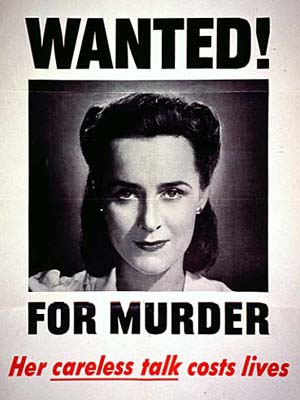 WANTED!
FOR MURDER
Her careless talk costs lives